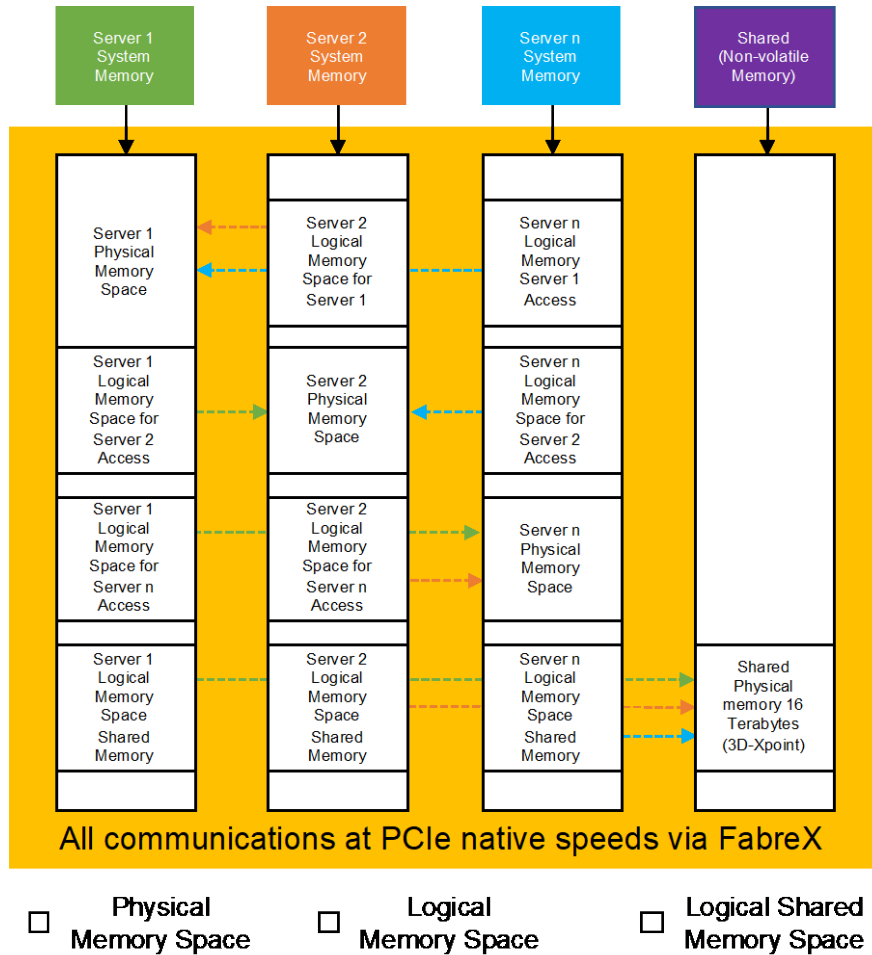 Server 1
System
Memory
Server 2
System
Memory
Server n
System
Memory
Shared
(Non-volatile
Memory)
Server 1
Physical
Memory
Space
Server 2
Logical
Memory
Space for
Server 1
Server n
Logical
Memory
Server 1
Access
Server 1
Logical
Memory
Space for
Server 2
Access
Server 2
Physical
Memory
Space
Server n
Logical
Memory
Space for
Server 2
Access
Server 1
Logical
Memory
Space for
Server n
Access
Server 2
Logical
Memory
Space for
Server n
Access
Server n
Physical
Memory
Space
Server 1
Logical
Memory
Space
Shared
Memory
Server 2
Logical
Memory
Space
Shared
Memory
Server n
Logical
Memory
Space
Shared
Memory
Shared
Physical
memory 16
Terabytes
(3D-Xpoint)
All communications at PCIe native speeds via FabreX
Physical
Memory Space
Logical
Memory Space
Logical Shared
Memory Space